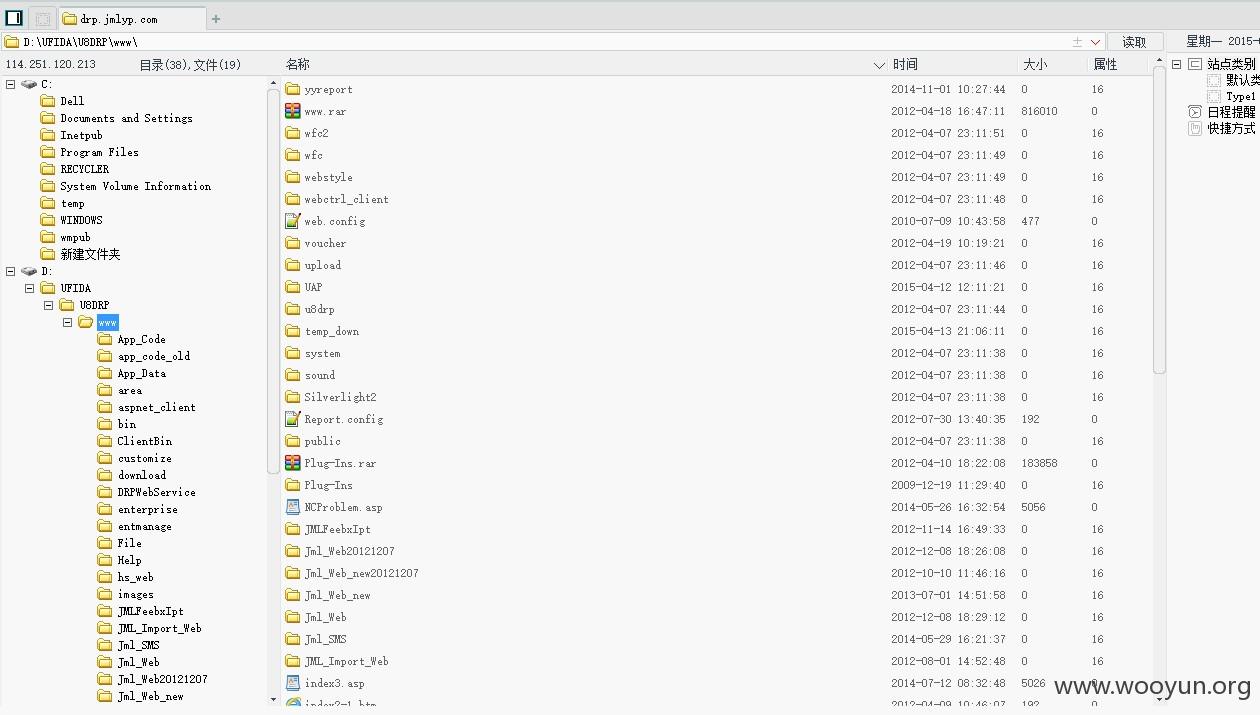 drp.jmlyp.com
D:\UFIDA\U8DRP\www\
读取
星期一 2015-
114.251.120.213
目录(38),文件(19)
名称
时间
大小
属性
C:
Dell
Documents and Settings
Inetpub
Program Files
RECYCLER
System Volume Information
temp
WINDOWS
wmpub
新建文件夹
D:
UFIDA
U8DRP
www
App_Code
app_code_old
App_Data
area
aspnet_client
bin
ClientBin
customize
download
DRPWebService
enterprise
entmanage
File
Help
hs_web
images
JMLFeebxIpt
JML_Import_Web
Jml_SMS
Jml_Web
Jml_Web20121207
Jml_Web_new
yyreport 2014-11-01 10:27:44 0 16
www.rar 2012-04-18 16:47:11 816010 0
wfc2 2012-04-07 23:11:51 0 16
wfc 2012-04-07 23:11:49 0 16
webstyle 2012-04-07 23:11:49 0 16
webctrl_client 2012-04-07 23:11:48 0 16
web.config 2010-07-09 10:43:58 477 0
voucher 2012-04-19 10:19:21 0 16
upload 2012-04-07 23:11:46 0 16
UAP 2015-04-12 12:11:21 0 16
u8drp 2012-04-07 23:11:44 0 16
temp_down 2015-04-13 21:06:11 0 16
system 2012-04-07 23:11:38 0 16
sound 2012-04-07 23:11:38 0 16
Silverlight2 2012-04-07 23:11:38 0 16
Report.config 2012-07-30 13:40:35 192 0
public 2012-04-07 23:11:38 0 16
Plug-Ins.rar 2012-04-10 18:22:08 183858 0
Plug-Ins 2009-12-19 11:29:40 0 16
NCProblem.asp 2014-05-26 16:32:54 5056 0
JMLFeebxIpt 2012-11-14 16:49:33 0 16
Jml_Web20121207 2012-12-08 18:26:08 0 16
Jml_Web_new20121207 2012-10-10 11:46:16 0 16
Jml_Web_new 2013-07-01 14:51:58 0 16
Jml_Web 2012-12-08 18:29:12 0 16
Jml_SMS 2014-05-29 16:21:37 0 16
JML_Import_Web 2012-08-01 14:52:48 0 16
index3.asp 2014-07-12 08:32:48 5026 0
index2-1.htm 2012-04-09 10:46:07 192 0
站点类别
默认类
Type1
日程提醒
快捷方式
www.wooyun.org